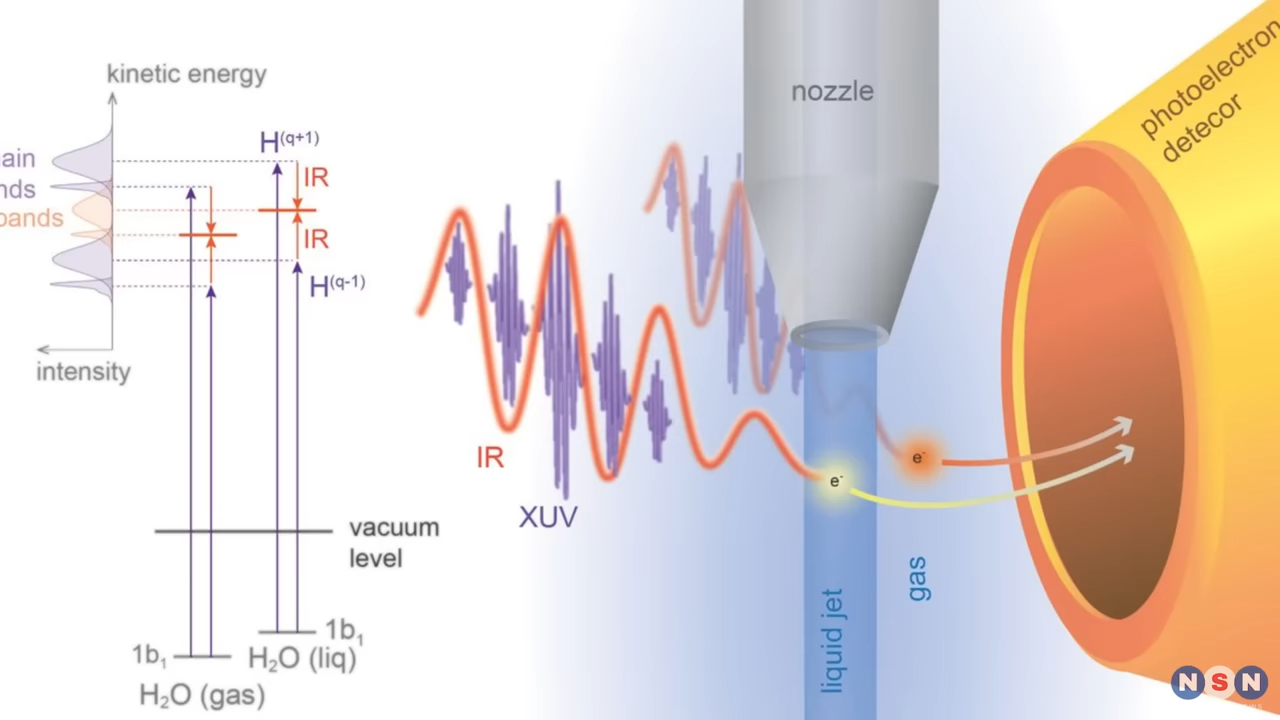 kinetic energy
ain
nds
bands
H(q+1)
IR
IR
H(q-1)
intensity
vacuum
level
1b1
H2O (liq)
1b1
H2O (gas)
IR
XUV
nozzle
e-
e-
liquid jet
gas
photoelectron
detecor
NSN